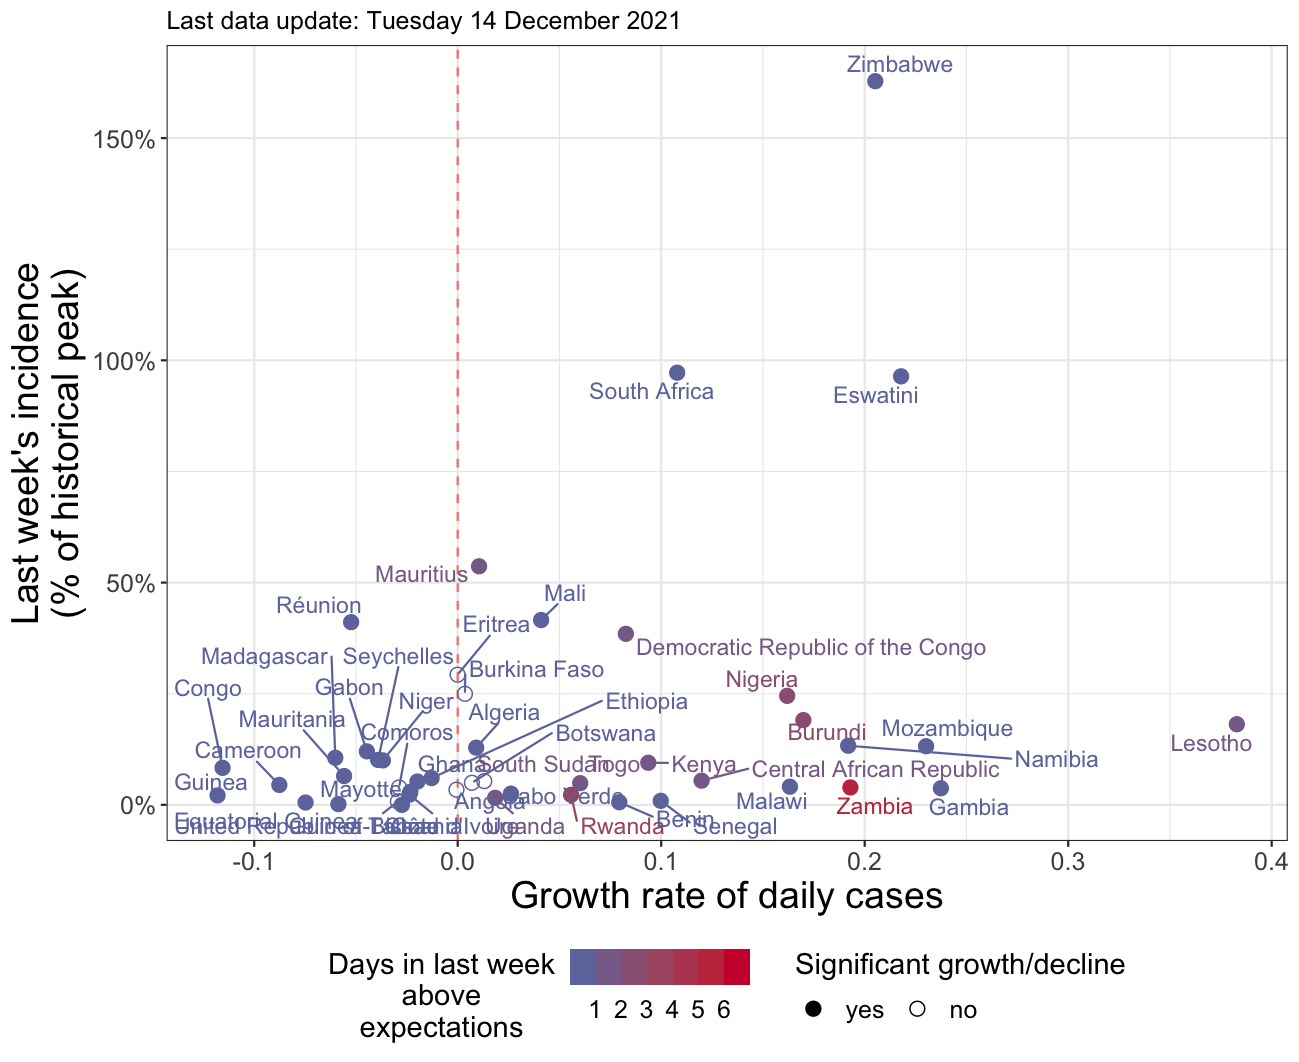 Last data update: Tuesday 14 December 2021
Last week's incidence
(% of historical peak)
150%
100%
50%
0%
Zimbabwe
South Africa
Eswatini
Mauritius
Réunion
Mali
Eritrea
Democratic Republic of the Congo
Madagascar
Seychelles
Burkina Faso
Congo
Gabon
Nigeria
Niger
Ethiopia
Mauritania
Algeria
Comoros
Botswana
Burundi
Mozambique
Lesotho
Cameroon
Namibia
Ghana
South Sudan
Togo
Kenya
Central African Republic
Guinea
Mayotte
Angola
Cabo Verde
Malawi
Zambia
Gambia
Equatorial Guinea
Uganda
Rwanda
Benin
Senegal
-0.1
0.0
0.1
0.2
0.3
0.4
Growth rate of daily cases
Days in last week
above
expectations
1 2 3 4 5 6
Significant growth/decline
yes
no